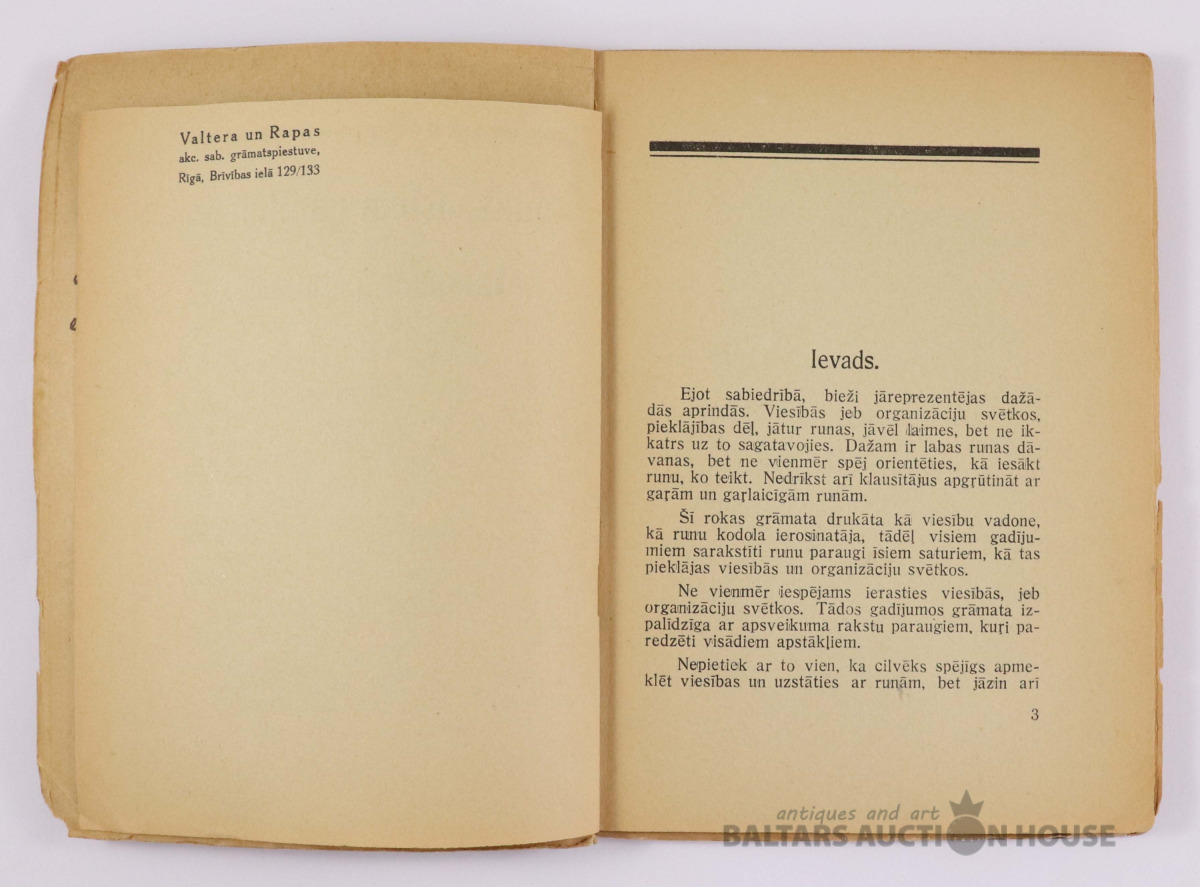 Valtera un Rapas
akc. sab. grāmatspiestuve,
Rīgā, Brīvības ielā 129/133
Ievads.
Ejot sabiedrībā, bieži jāreprezentējas dažā-
dās aprindās. Viesībās jeb organizāciju svētkos,
pieklājības dēļ, jātur runas, jāvēl laimes, bet ne ik-
katrs uz to sagatavojies. Dažam ir labas runas dā-
vanas, bet ne vienmēr spēj orientēties, kā iesākt
runu, ko teikt. Nedrīkst arī klausītājus apgŗūtināt ar
gaŗām un gaŗlaicīgām runām.
Šī rokas grāmata drukāta kā viesību vadone,
kā runu kodola ierosinatāja, tādēļ visiem gadīju-
miem sarakstīti runu paraugi īsiem saturiem, kā tas
pieklājas viesībās un organizāciju svētkos.
Ne vienmēr iespējams ierasties viesībās, jeb
organizāciju svētkos. Tādos gadījumos grāmata iz-
palīdzīga ar apsveikuma rakstu paraugiem, kuŗi pa-
redzēti visādiem apstākļiem.
Nepietiek ar to vien, ka cilvēks spējīgs apme-
klēt viesības un uzstāties ar runām, bet jāzin arī
3
antiques and art
BALTARS AUCTION HOUSE